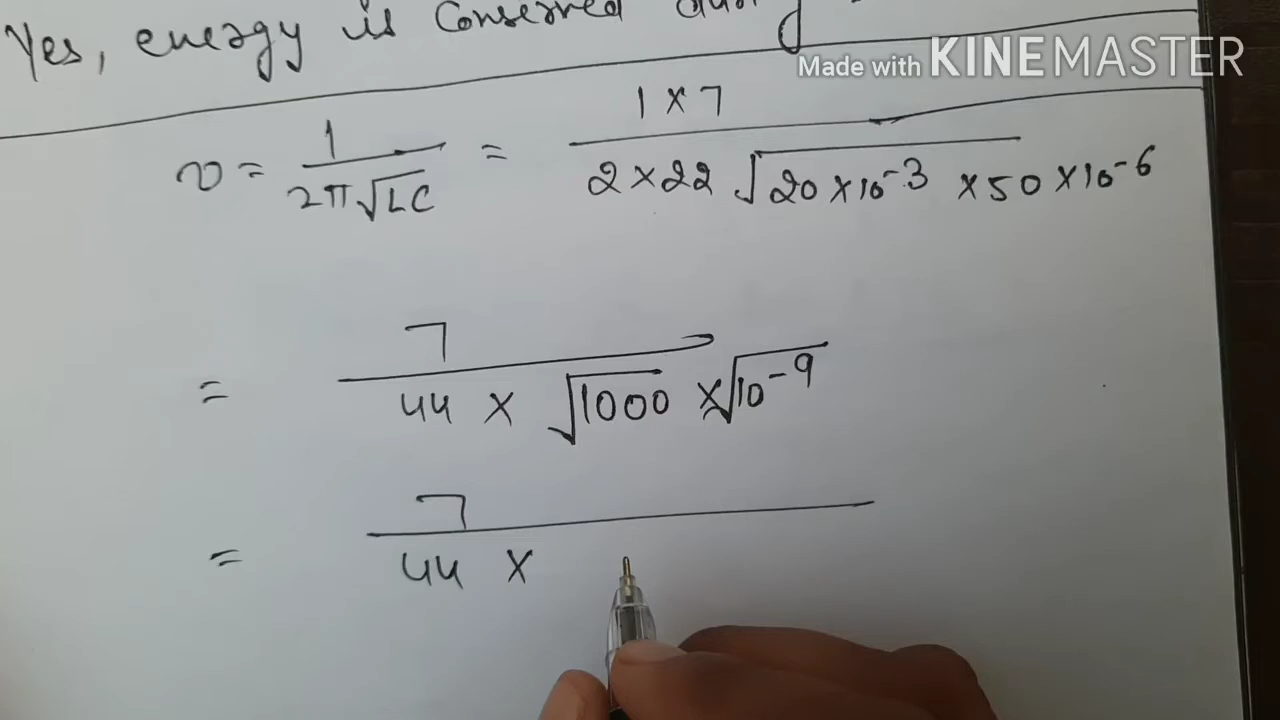 Yes, energy is Conserved
Made with KINEMASTER
υ = 1 / 2π√LC = 1 × 7 / 2 × 22 √20 × 10⁻³ × 50 × 10⁻⁶
= 7 / 44 × √1000 × √10⁻⁹
= 7 / 44 ×